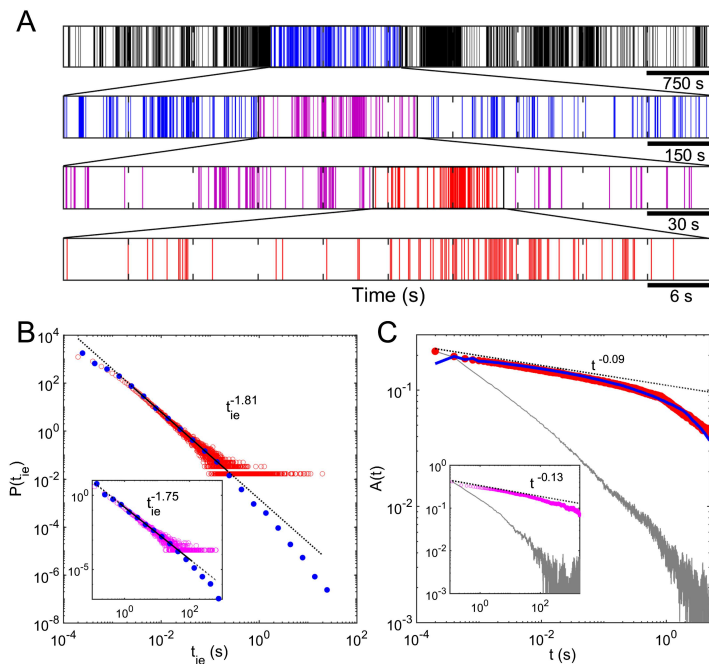 A
750 s
150 s
30 s
Time (s)
6 s
B
10^4
10^2
10^0
10^-2
10^-4
10^-6
10^-8
P(t_ie)
t_ie^-1.81
10^0
10^-5
t_ie^-1.75
10^0 10^2
10^-4 10^-2 10^0 10^2
t_ie (s)
C
10^-1
10^-2
10^-3
A(t)
t^-0.09
10^0
10^-1
10^-2
10^-3
t^-0.13
10^0 10^2
10^-4 10^-2 10^0
t (s)